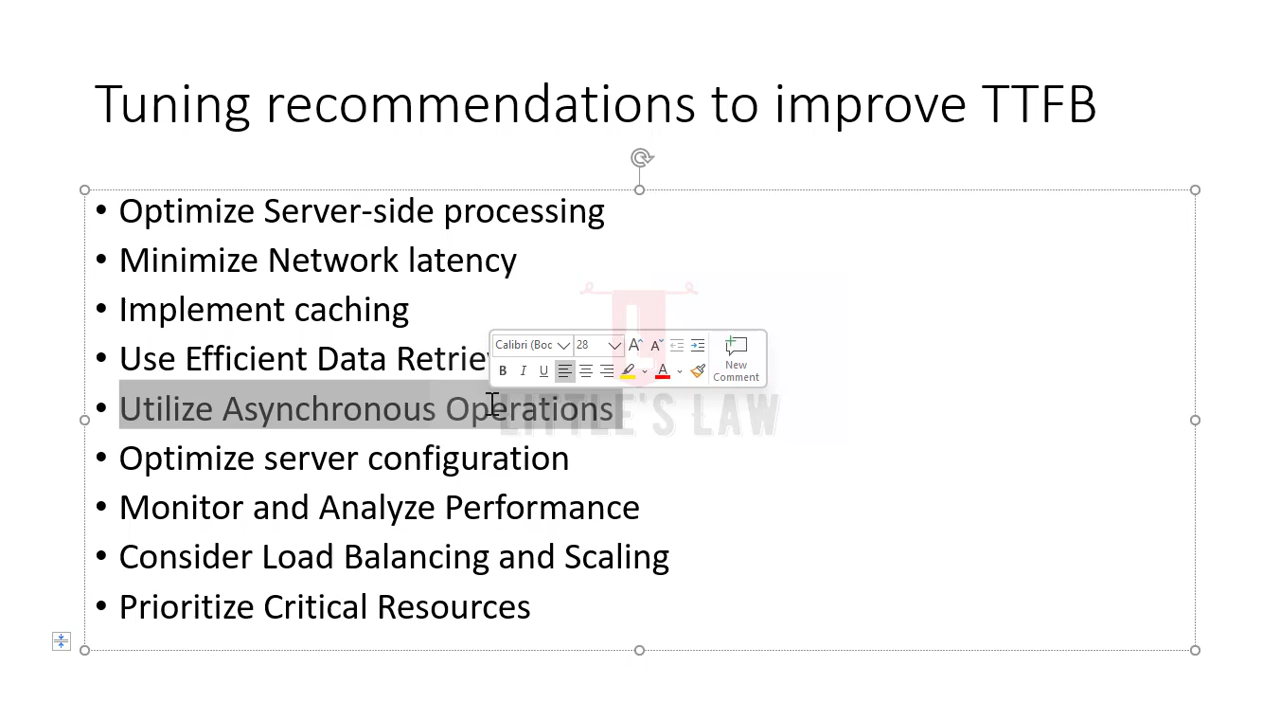 Tuning recommendations to improve TTFB
• Optimize Server-side processing
• Minimize Network latency
• Implement caching
• Use Efficient Data
Calibri (Boc 28
New
Comment
B I U A
• Utilize Asynchronous Operations
LITTLE'S LAW
• Optimize server configuration
• Monitor and Analyze Performance
• Consider Load Balancing and Scaling
• Prioritize Critical Resources